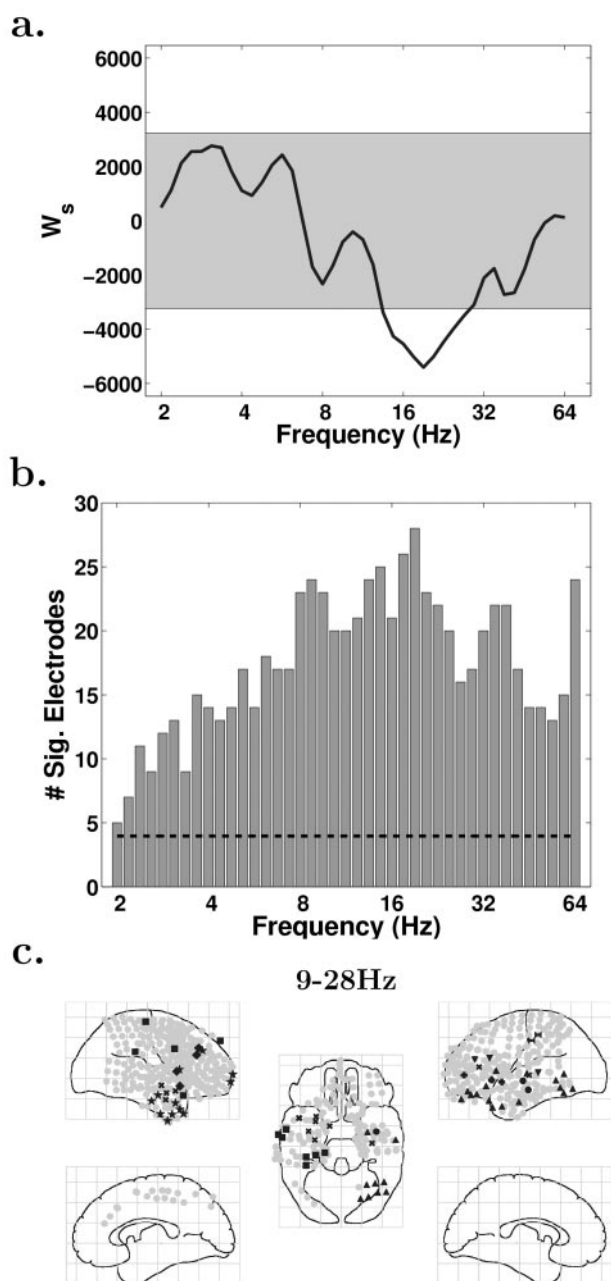 a.
6000
4000
2000
0
-2000
-4000
-6000
W_s
2 4 8 16 32 64
Frequency (Hz)
b.
30
25
20
15
10
5
0
# Sig. Electrodes
2 4 8 16 32 64
Frequency (Hz)
c.
9-28Hz